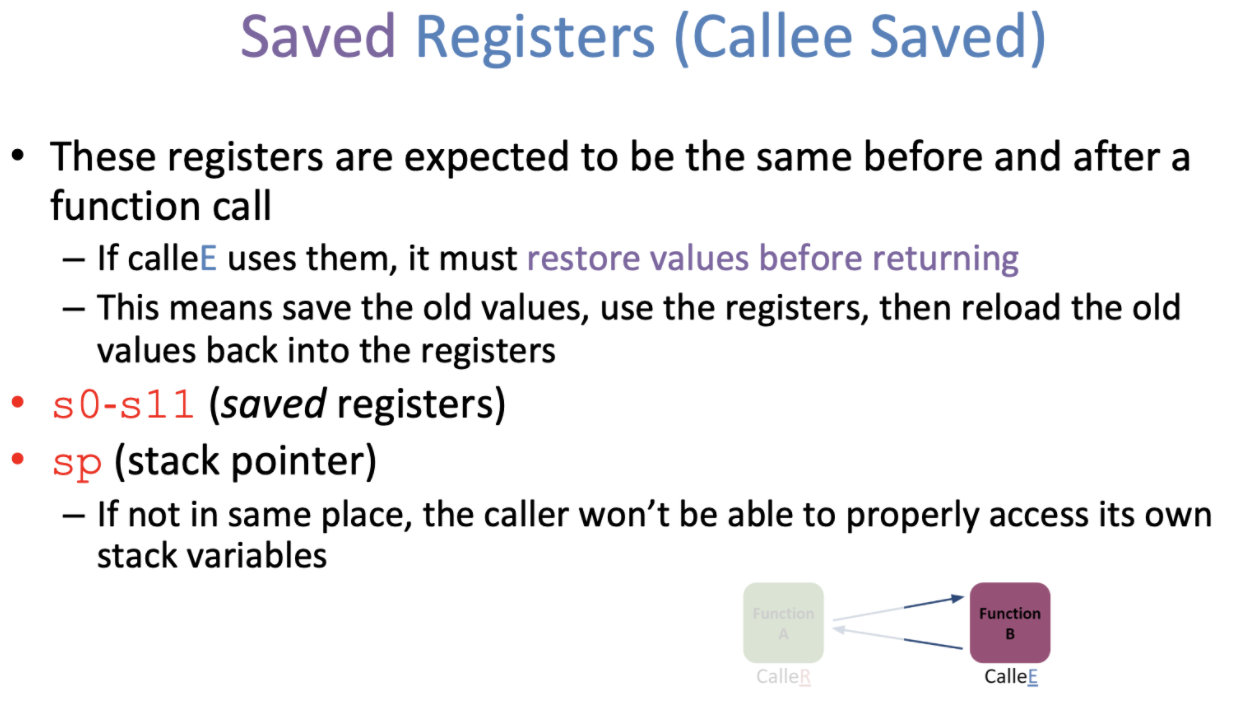 Saved Registers (Callee Saved)
• These registers are expected to be the same before and after a
function call
– If calleE uses them, it must restore values before returning
– This means save the old values, use the registers, then reload the old
values back into the registers
• s0-s11 (saved registers)
• sp (stack pointer)
– If not in same place, the caller won’t be able to properly access its own
stack variables
Function
A
CalleR
Function
B
CalleE